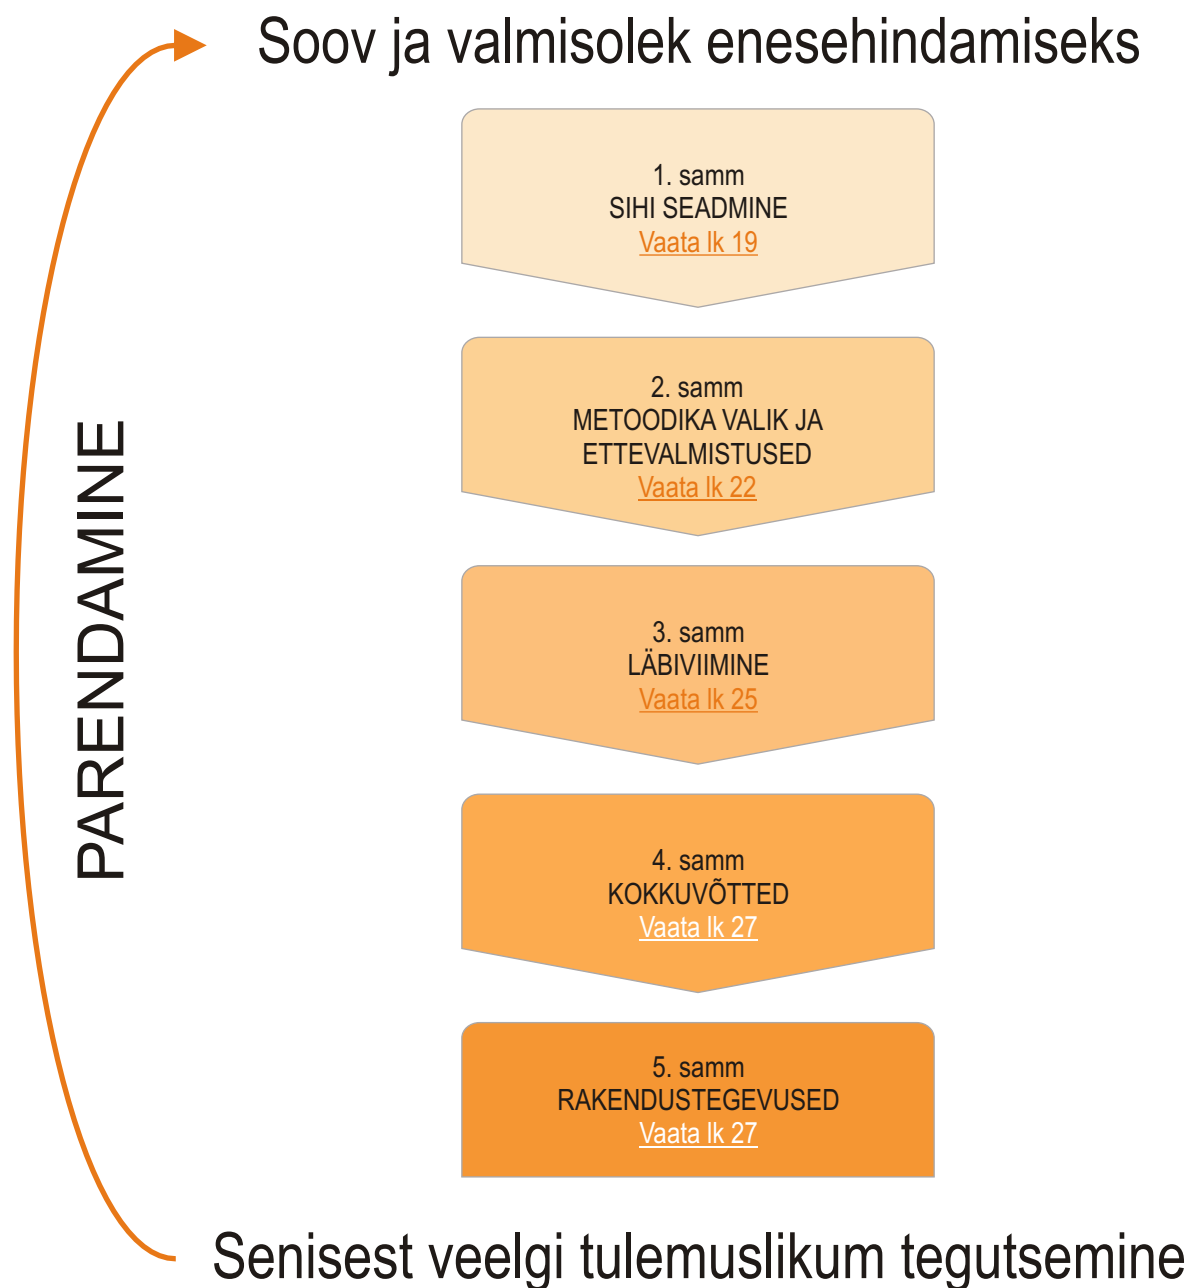 Soov ja valmisolek enesehindamiseks
1. samm
SIHI SEADMINE
Vaata lk 19
2. samm
METOODIKA VALIK JA
ETTEVALMISTUSED
Vaata lk 22
PARENDAMINE
3. samm
LÄBIVIIMINE
Vaata lk 25
4. samm
KOKKUVÕTTED
Vaata lk 27
5. samm
RAKENDUSTEGEVUSED
Vaata lk 27
Senisest veelgi tulemuslikum tegutsemine